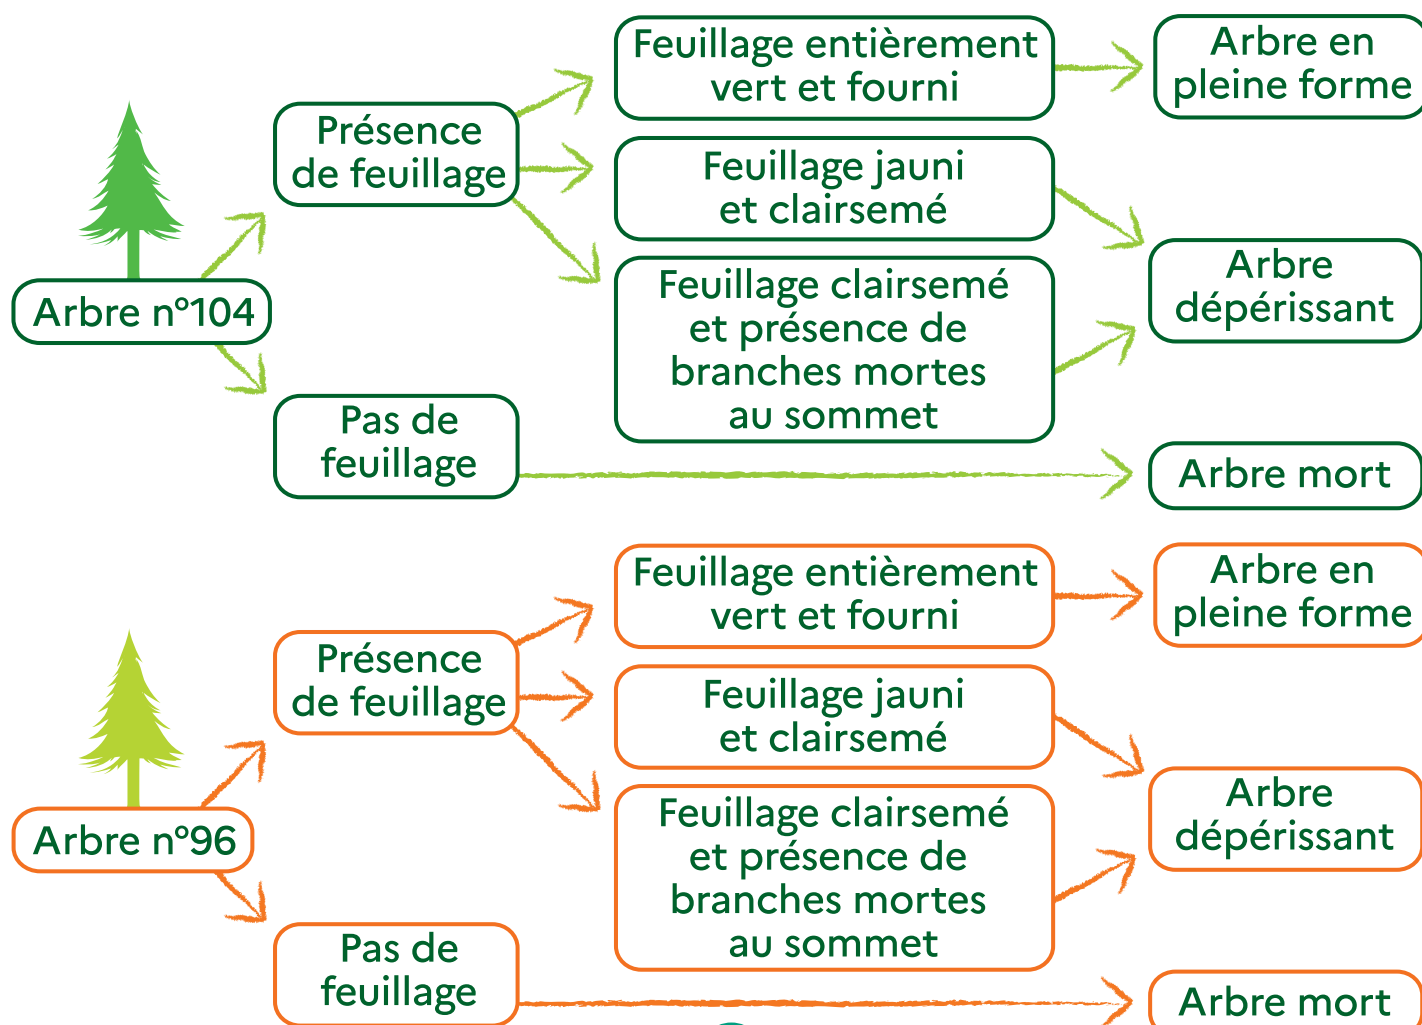 Feuillage entièrement
vert et fourni
Arbre en
pleine forme
Présence
de feuillage
Feuillage jauni
et clairsemé
Arbre n°104
Feuillage clairsemé
et présence de
branches mortes
au sommet
Arbre
dépérissant
Pas de
feuillage
Arbre mort
Feuillage entièrement
vert et fourni
Arbre en
pleine forme
Présence
de feuillage
Feuillage jauni
et clairsemé
Arbre n°96
Feuillage clairsemé
et présence de
branches mortes
au sommet
Arbre
dépérissant
Pas de
feuillage
Arbre mort